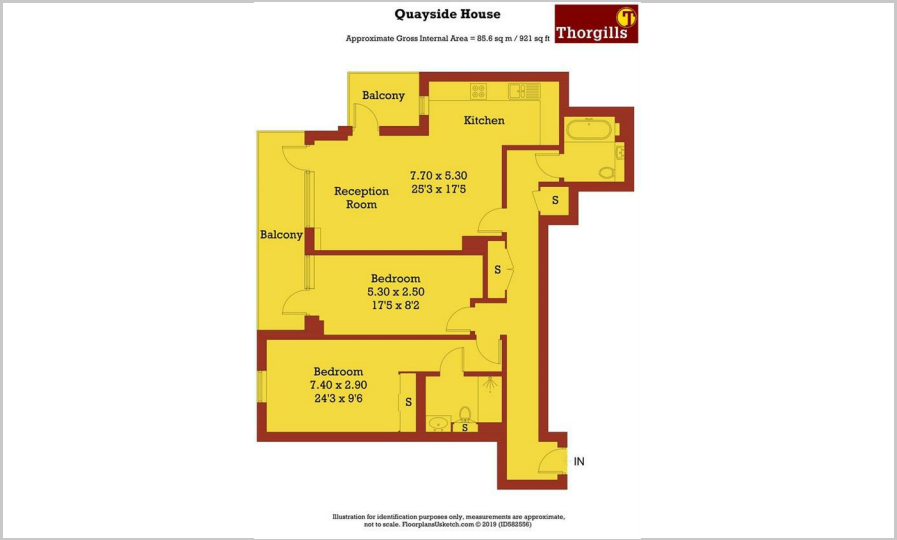 Quayside House
Thorgills
Approximate Gross Internal Area = 85.6 sq m / 921 sq ft
Balcony
Kitchen
7.70 x 5.30
25'3 x 17'5
Reception
Room
S
Balcony
S
Bedroom
5.30 x 2.50
17'5 x 8'2
Bedroom
7.40 x 2.90
24'3 x 9'6
S
S
IN
Illustration for identification purposes only, measurements are approximate,
not to scale. FloorplansUsketch.com © 2019 (ID582556)